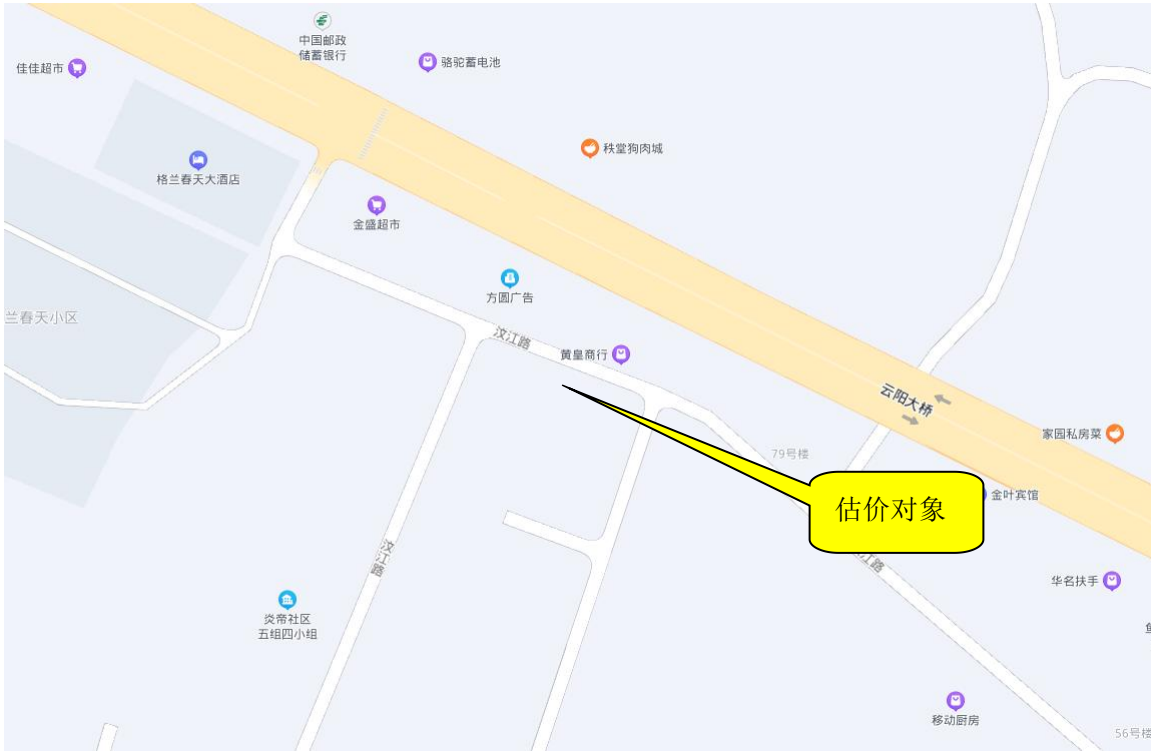 中国邮政
储蓄银行
佳佳超市
骆驼蓄电池
秩堂狗肉城
格兰春天大酒店
金盛超市
方圆广告
兰春天小区
汶江路
黄皇商行
云阳大桥
家园私房菜
79号楼
估价对象
金叶宾馆
汶江路
江路
华名扶手
炎帝社区
五组四小组
移动厨房
56号楼